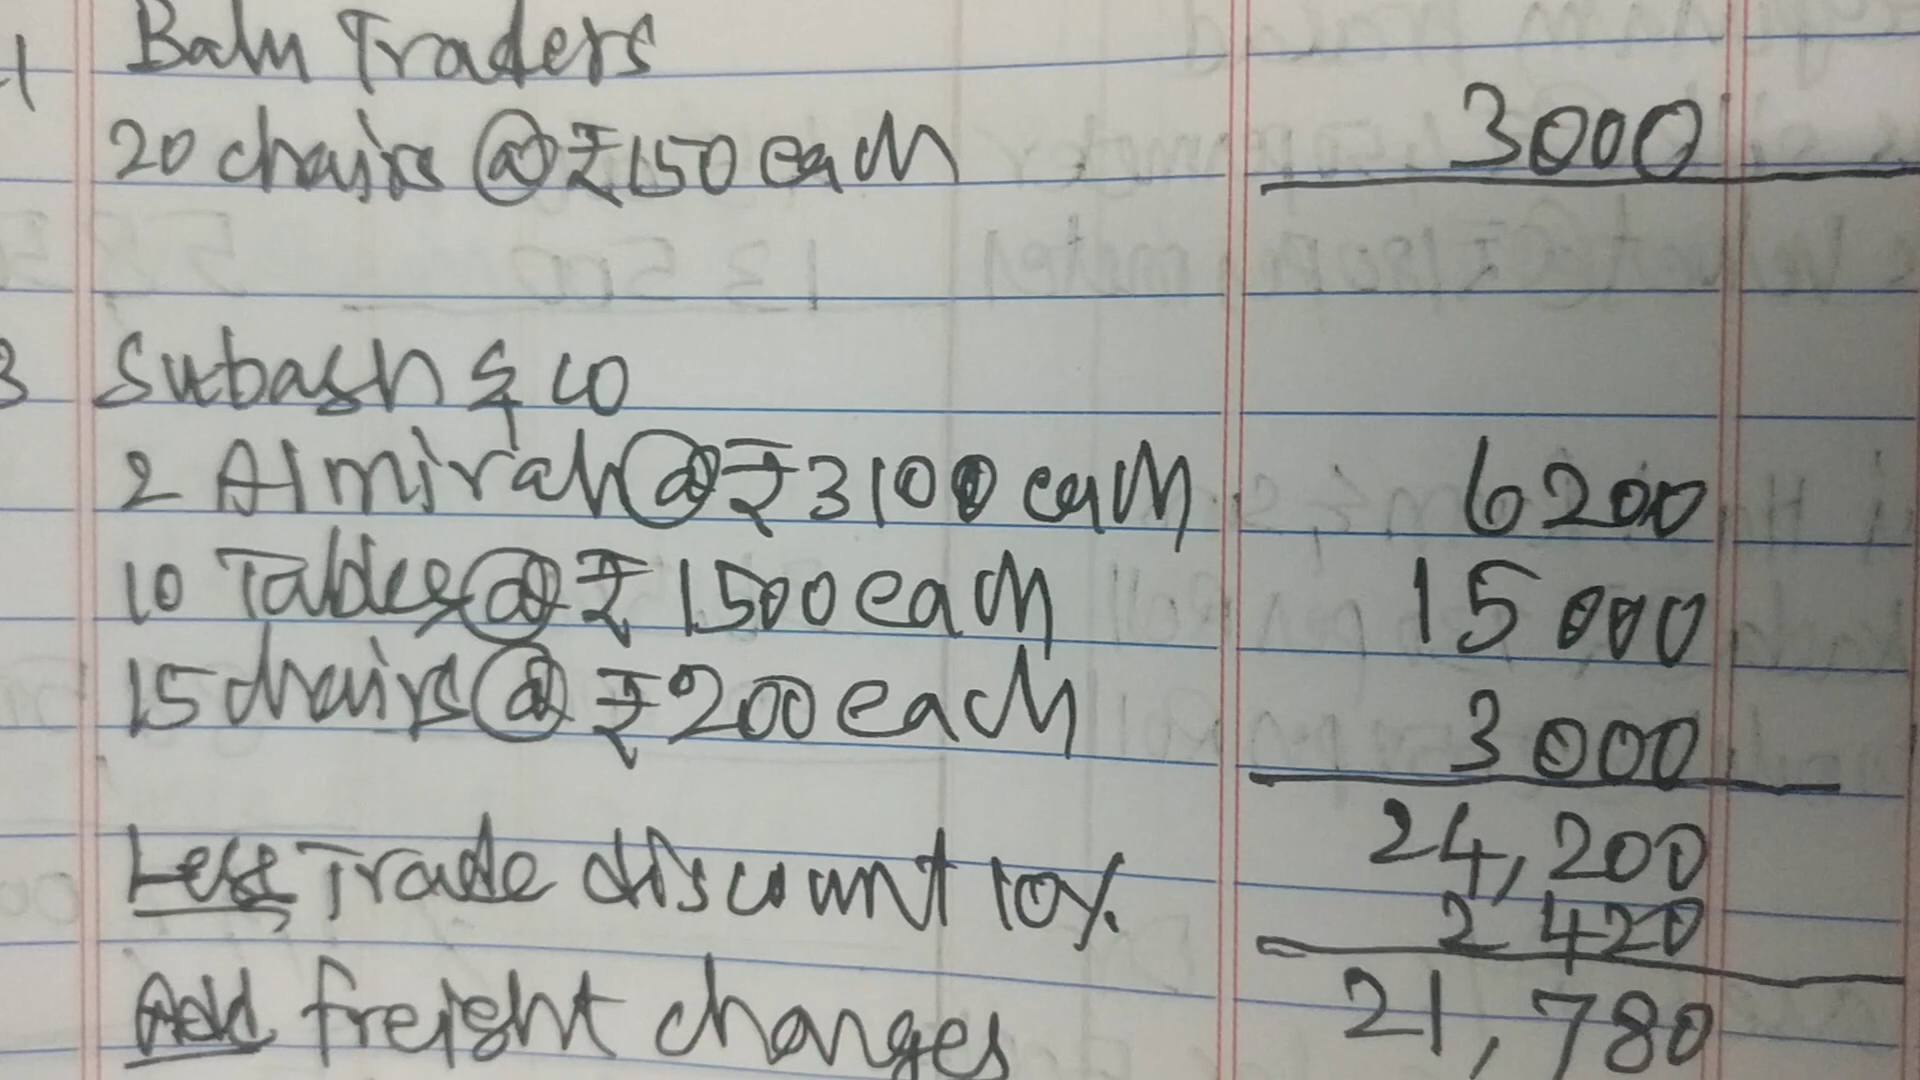 1 Balu Traders
20 chairs @ ₹150 each 3000
3 Subash & co
2 Almirah @ ₹3100 each 6200
10 Tables @ ₹1500 each 15000
15 chairs @ ₹200 each 3000
24,200
Less Trade discount 10% 2420
21,780
Add freight charges